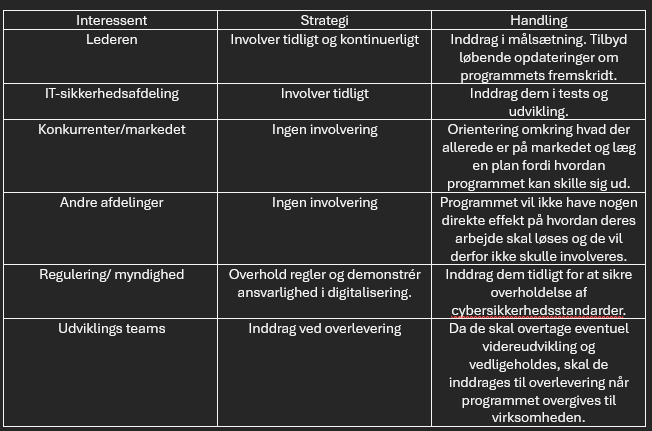 Interessent Strategi Handling
Lederen Involver tidligt og kontinuerligt Inddrag i målsætning. Tilbyd
løbende opdateringer om
programmets fremskridt.
IT-sikkerhedsafdeling Involver tidligt Inddrag dem i tests og
udvikling.
Konkurrenter/markedet Ingen involvering Orientering omkring hvad der
allerede er på markedet og læg
en plan fordi hvordan
programmet kan skille sig ud.
Andre afdelinger Ingen involvering Programmet vil ikke have nogen
direkte effekt på hvordan deres
arbejde skal løses og de vil
derfor ikke skulle involveres.
Regulering/ myndighed Overhold regler og demonstrér Inddrag dem tidligt for at sikre
ansvarlighed i digitalisering. overholdelse af
cybersikkerhedsstandarder.
Udviklings teams Inddrag ved overlevering Da de skal overtage eventuel
videreudvikling og
vedligeholdes, skal de
inddrages til overlevering når
programmet overgives til
virksomheden.